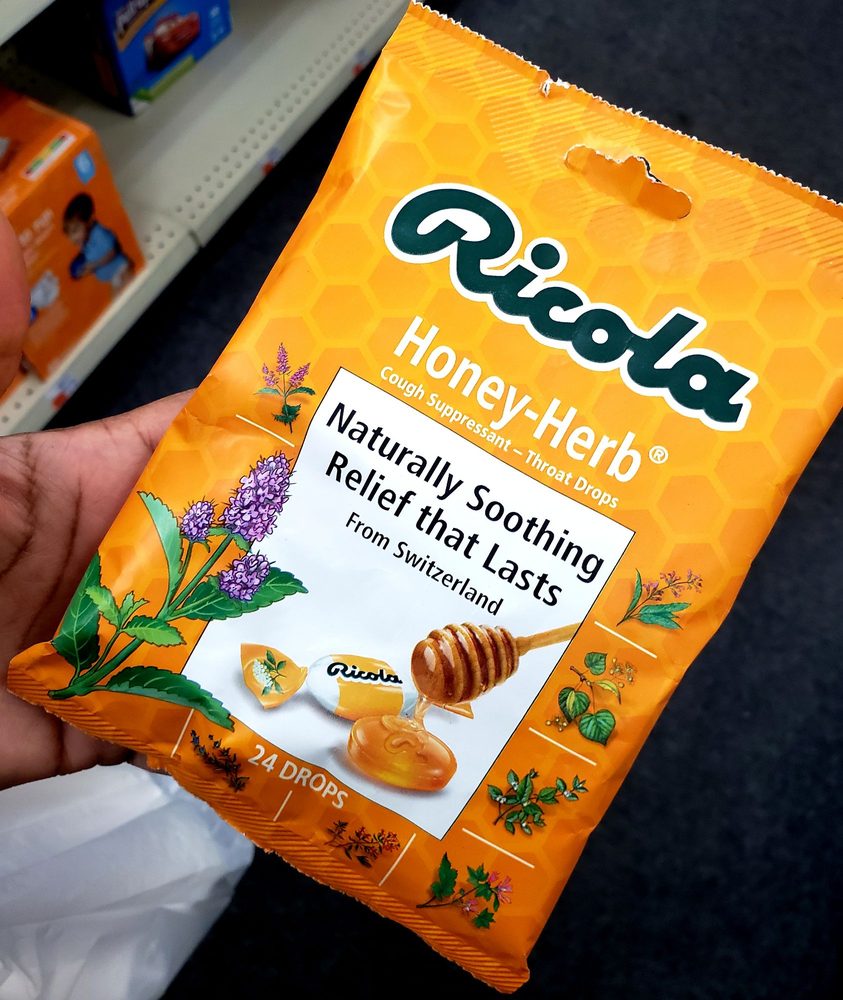 Ricola
Honey-Herb®
Cough Suppressant – Throat Drops
Naturally Soothing
Relief that Lasts
From Switzerland
Ricola
24 DROPS